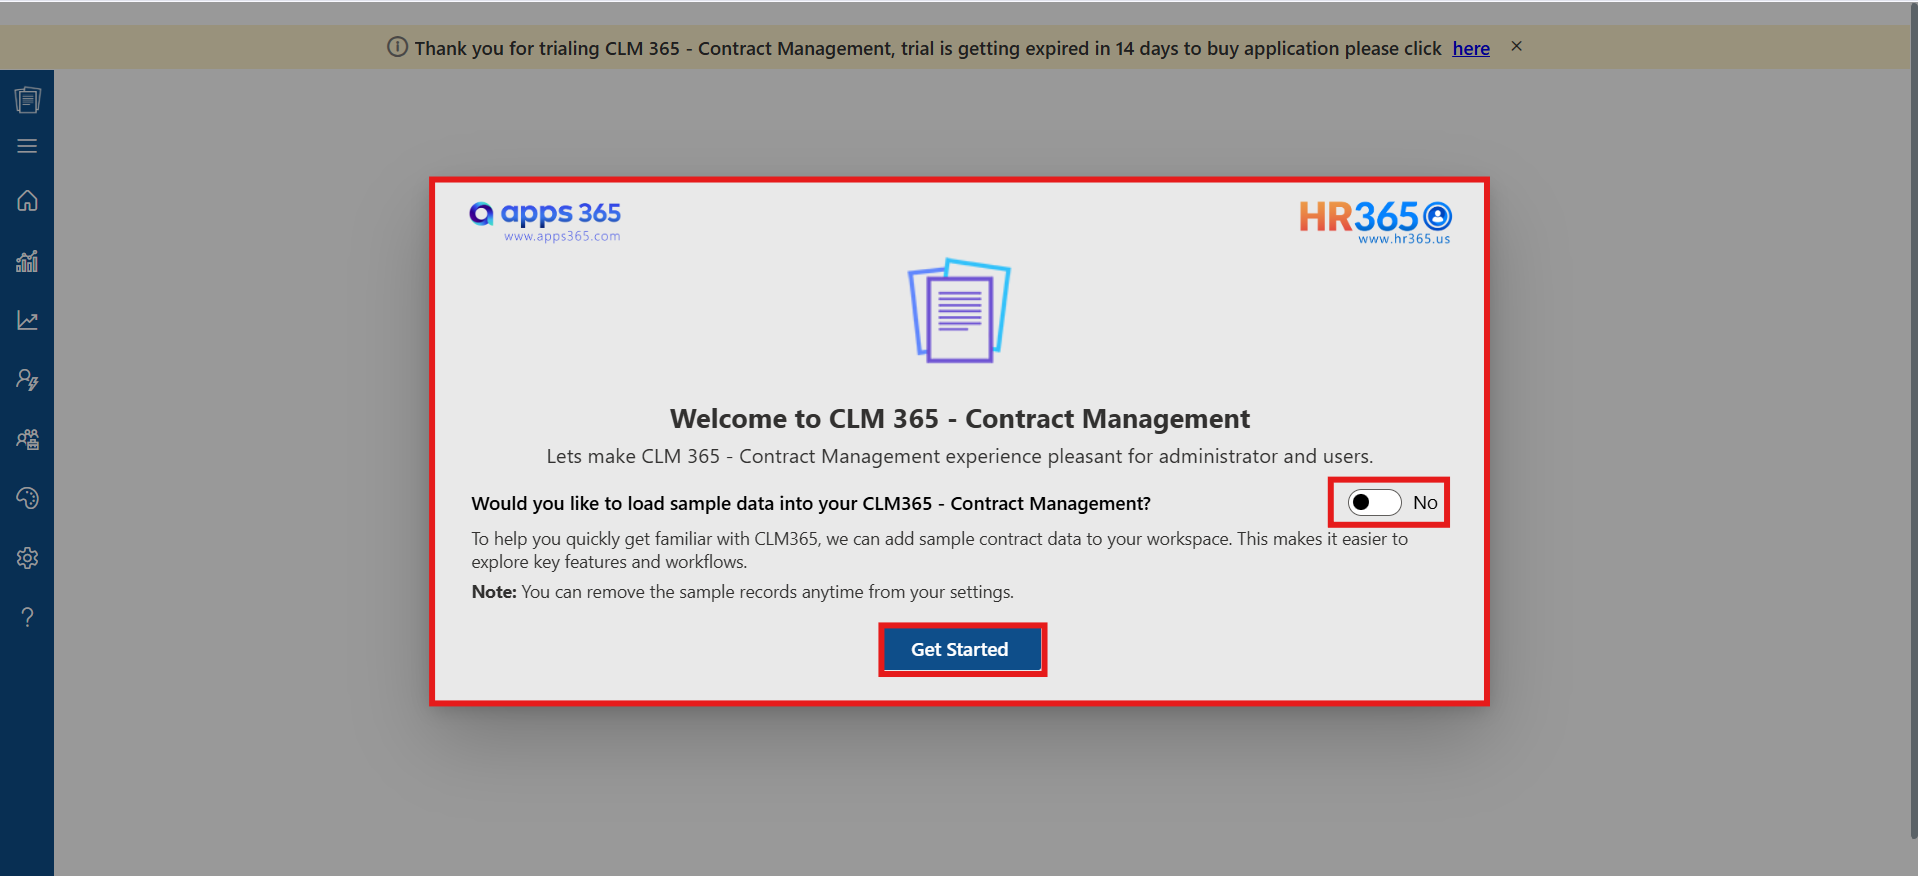 Thank you for trialing CLM 365 - Contract Management, trial is getting expired in 14 days to buy application please click here
apps 365
www.apps365.com
HR365
www.hr365.us
Welcome to CLM 365 - Contract Management
Lets make CLM 365 - Contract Management experience pleasant for administrator and users.
Would you like to load sample data into your CLM365 - Contract Management?
No
To help you quickly get familiar with CLM365, we can add sample contract data to your workspace. This makes it easier to
explore key features and workflows.
Note: You can remove the sample records anytime from your settings.
Get Started